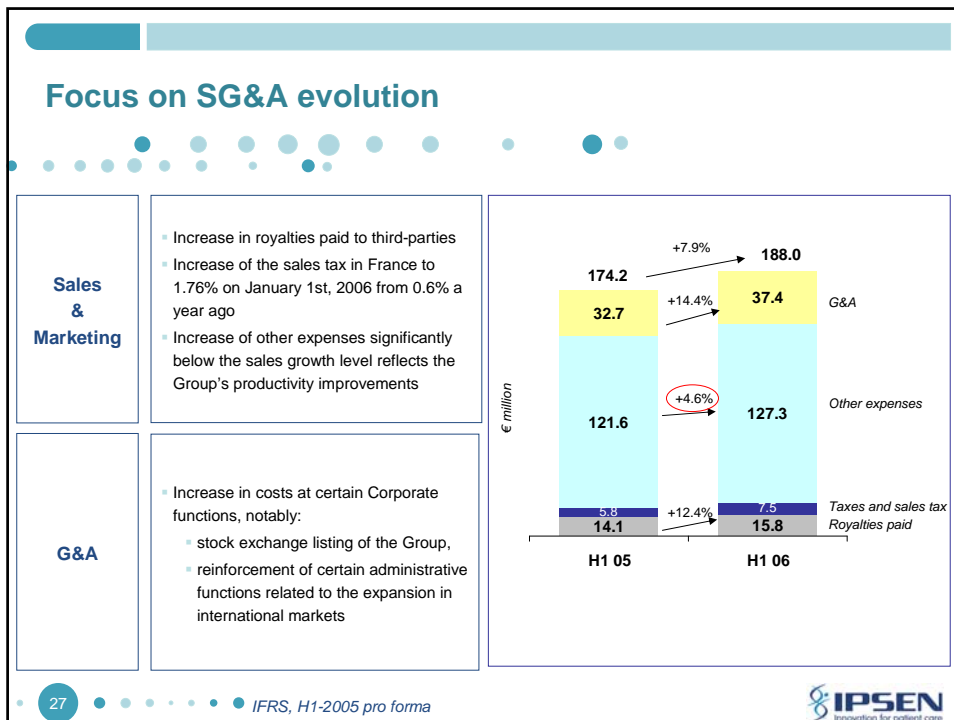 Focus on SG&A evolution
Sales
&
Marketing
Increase in royalties paid to third-parties
Increase of the sales tax in France to
1.76% on January 1st, 2006 from 0.6% a
year ago
Increase of other expenses significantly
below the sales growth level reflects the
Group's productivity improvements
G&A
Increase in costs at certain Corporate
functions, notably:
stock exchange listing of the Group,
reinforcement of certain administrative
functions related to the expansion in
international markets
€ million
+7.9%
174.2
188.0
32.7
+14.4%
37.4
G&A
121.6
+4.6%
127.3
Other expenses
5.8
7.5
Taxes and sales tax
14.1
+12.4%
15.8
Royalties paid
H1 05
H1 06
27
IFRS, H1-2005 pro forma
IPSEN
Innovation for patient care